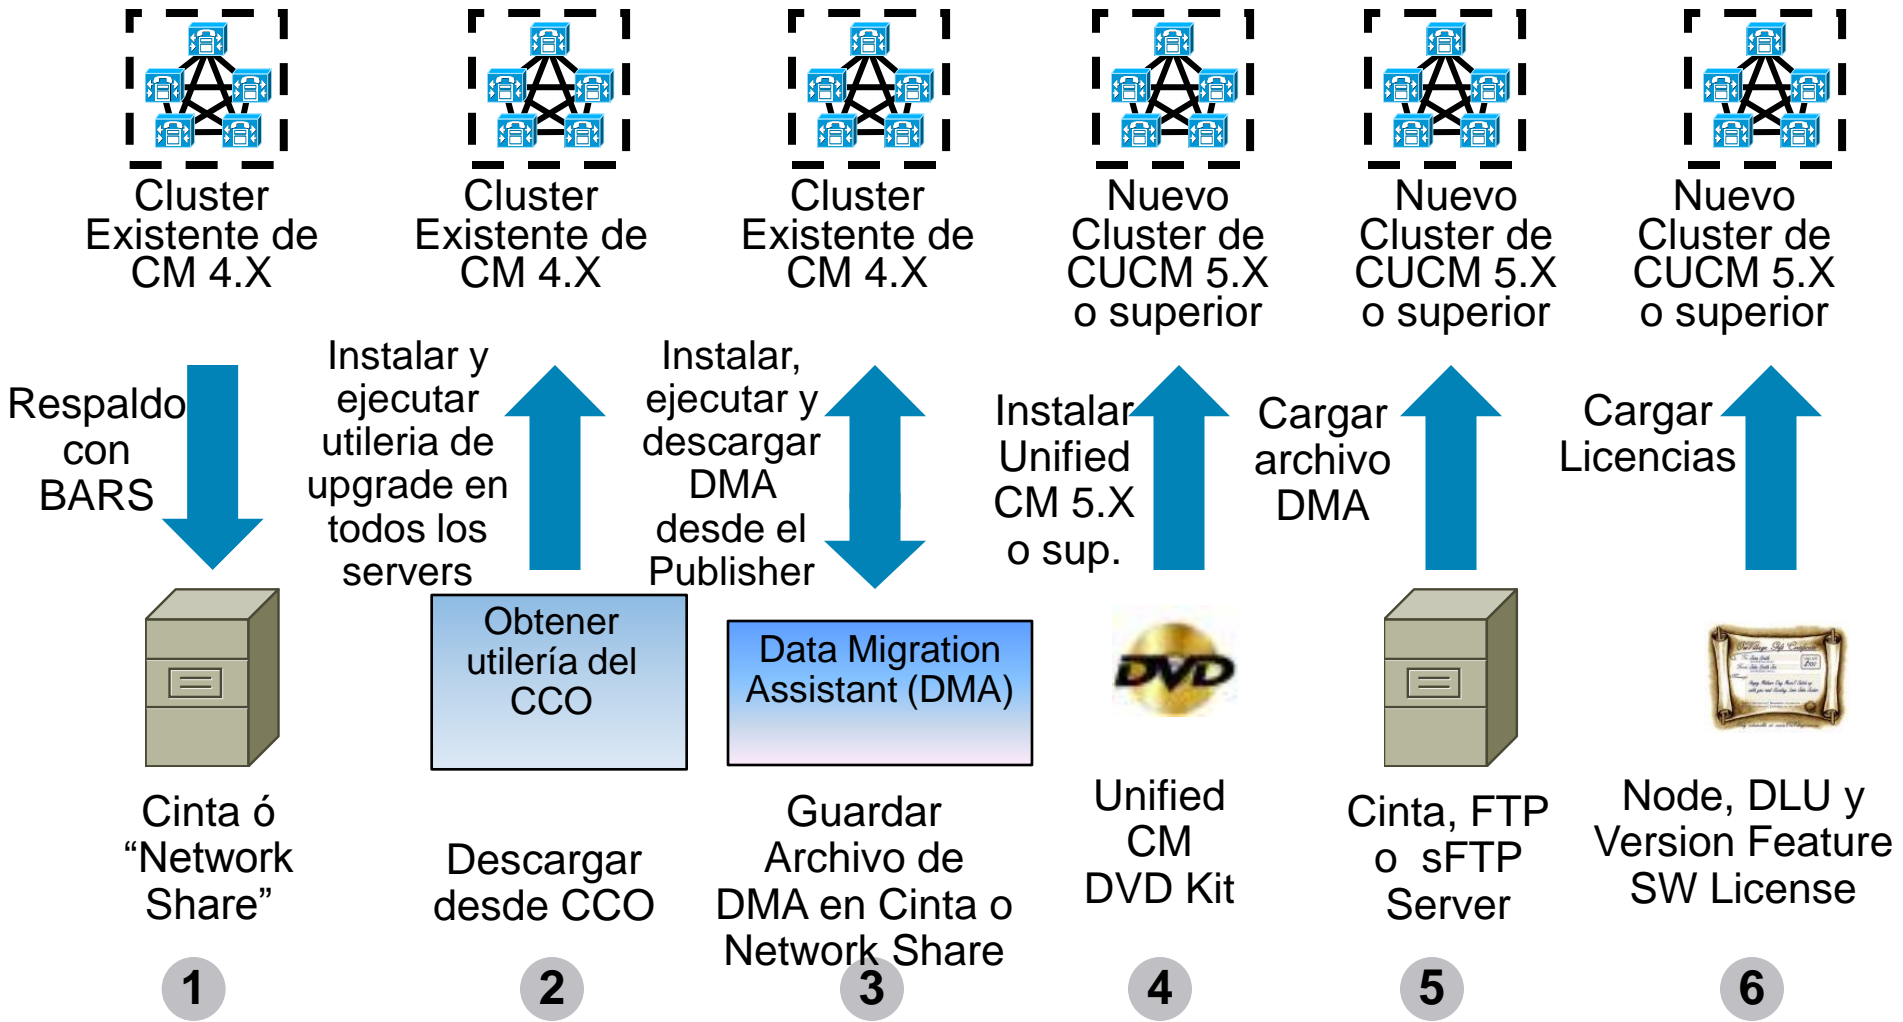 Cluster
Existente de
CM 4.X
Respaldo
con
BARS
Cinta ó
“Network
Share”
1
Cluster
Existente de
CM 4.X
Instalar y
ejecutar
utileria de
upgrade en
todos los
servers
Obtener
utilería del
CCO
Descargar
desde CCO
2
Cluster
Existente de
CM 4.X
Instalar,
ejecutar y
descargar
DMA
desde el
Publisher
Data Migration
Assistant (DMA)
Guardar
Archivo de
DMA en Cinta o
Network Share
3
Nuevo
Cluster de
CUCM 5.X
o superior
Instalar
Unified
CM 5.X
o sup.
DVD
Unified
CM
DVD Kit
4
Nuevo
Cluster de
CUCM 5.X
o superior
Cargar
archivo
DMA
Cinta, FTP
o sFTP
Server
5
Nuevo
Cluster de
CUCM 5.X
o superior
Cargar
Licencias
Node, DLU y
Version Feature
SW License
6